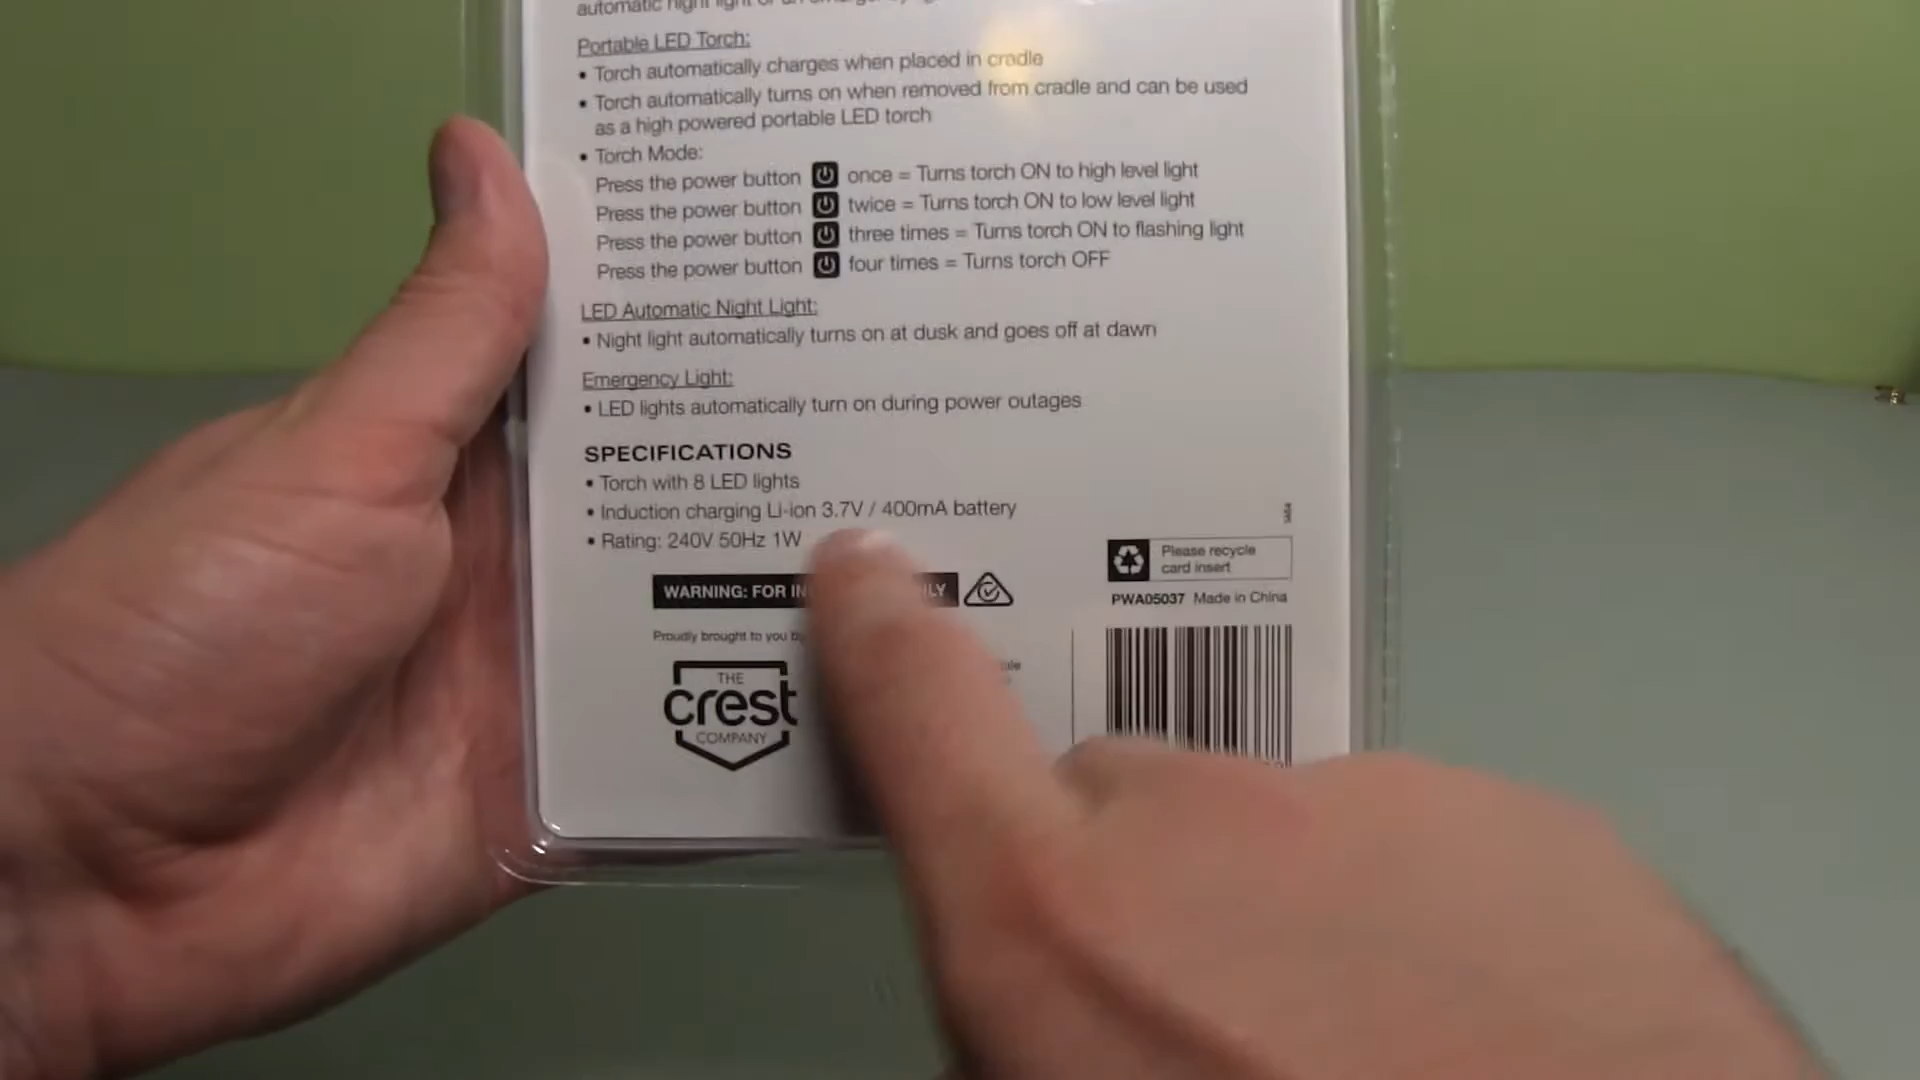 automatic night light or an emergency
Portable LED Torch:
• Torch automatically charges when placed in cradle
• Torch automatically turns on when removed from cradle and can be used
as a high powered portable LED torch
• Torch Mode:
Press the power button once = Turns torch ON to high level light
Press the power button twice = Turns torch ON to low level light
Press the power button three times = Turns torch ON to flashing light
Press the power button four times = Turns torch OFF
LED Automatic Night Light:
• Night light automatically turns on at dusk and goes off at dawn
Emergency Light:
• LED lights automatically turn on during power outages
SPECIFICATIONS
• Torch with 8 LED lights
• Induction charging Li-ion 3.7V / 400mA battery
• Rating: 240V 50Hz 1W
WARNING: FOR
Please recycle
card insert
PWA05037 Made in China
Proudly brought to you
THE
crest
COMPANY